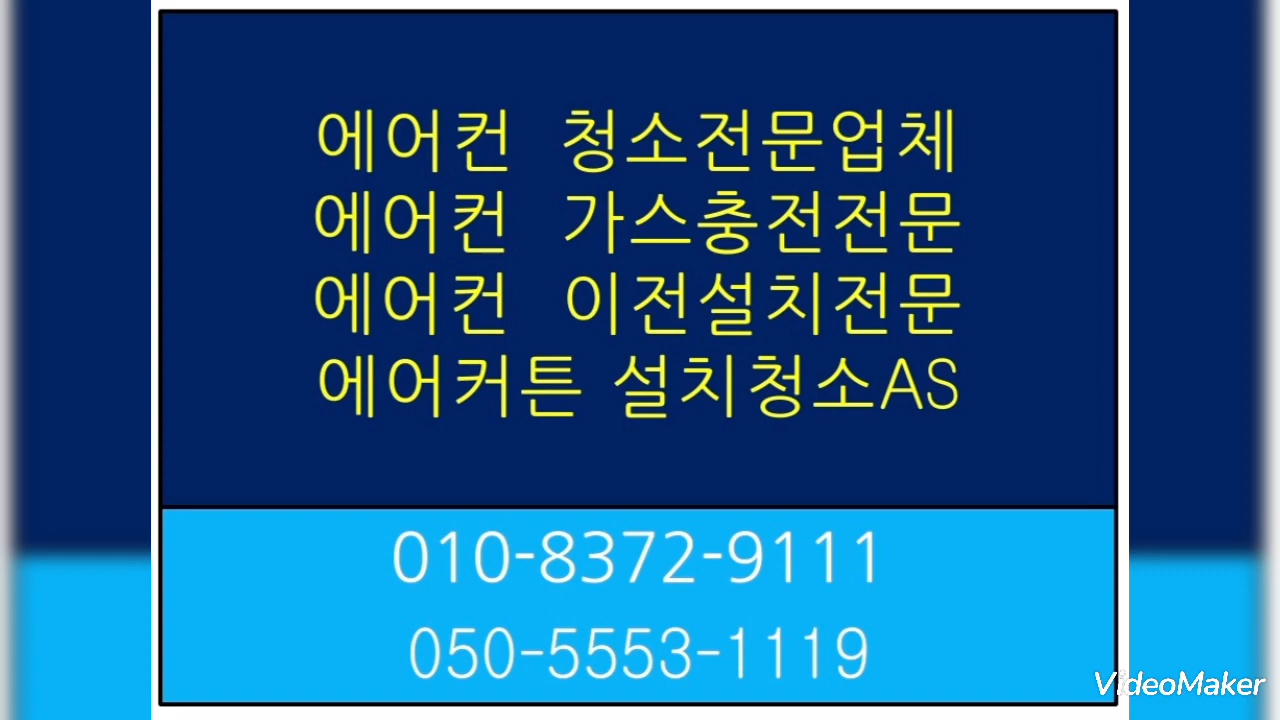 에어컨 청소전문업체
에어컨 가스충전전문
에어컨 이전설치전문
에어커튼 설치청소AS
010-8372-9111
050-5553-1119
VideoMaker